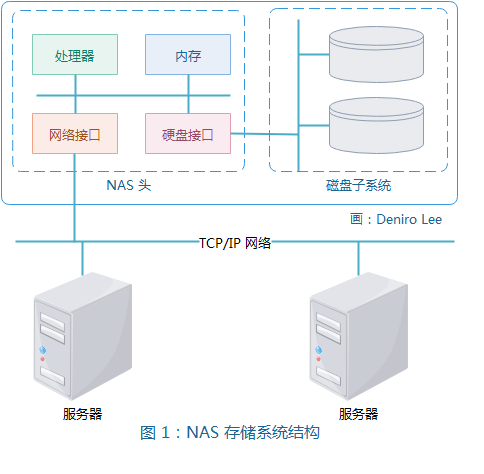 处理器
内存
网络接口
硬盘接口
NAS 头
磁盘子系统
画：Deniro Lee
TCP/IP 网络
服务器
服务器
图 1：NAS 存储系统结构